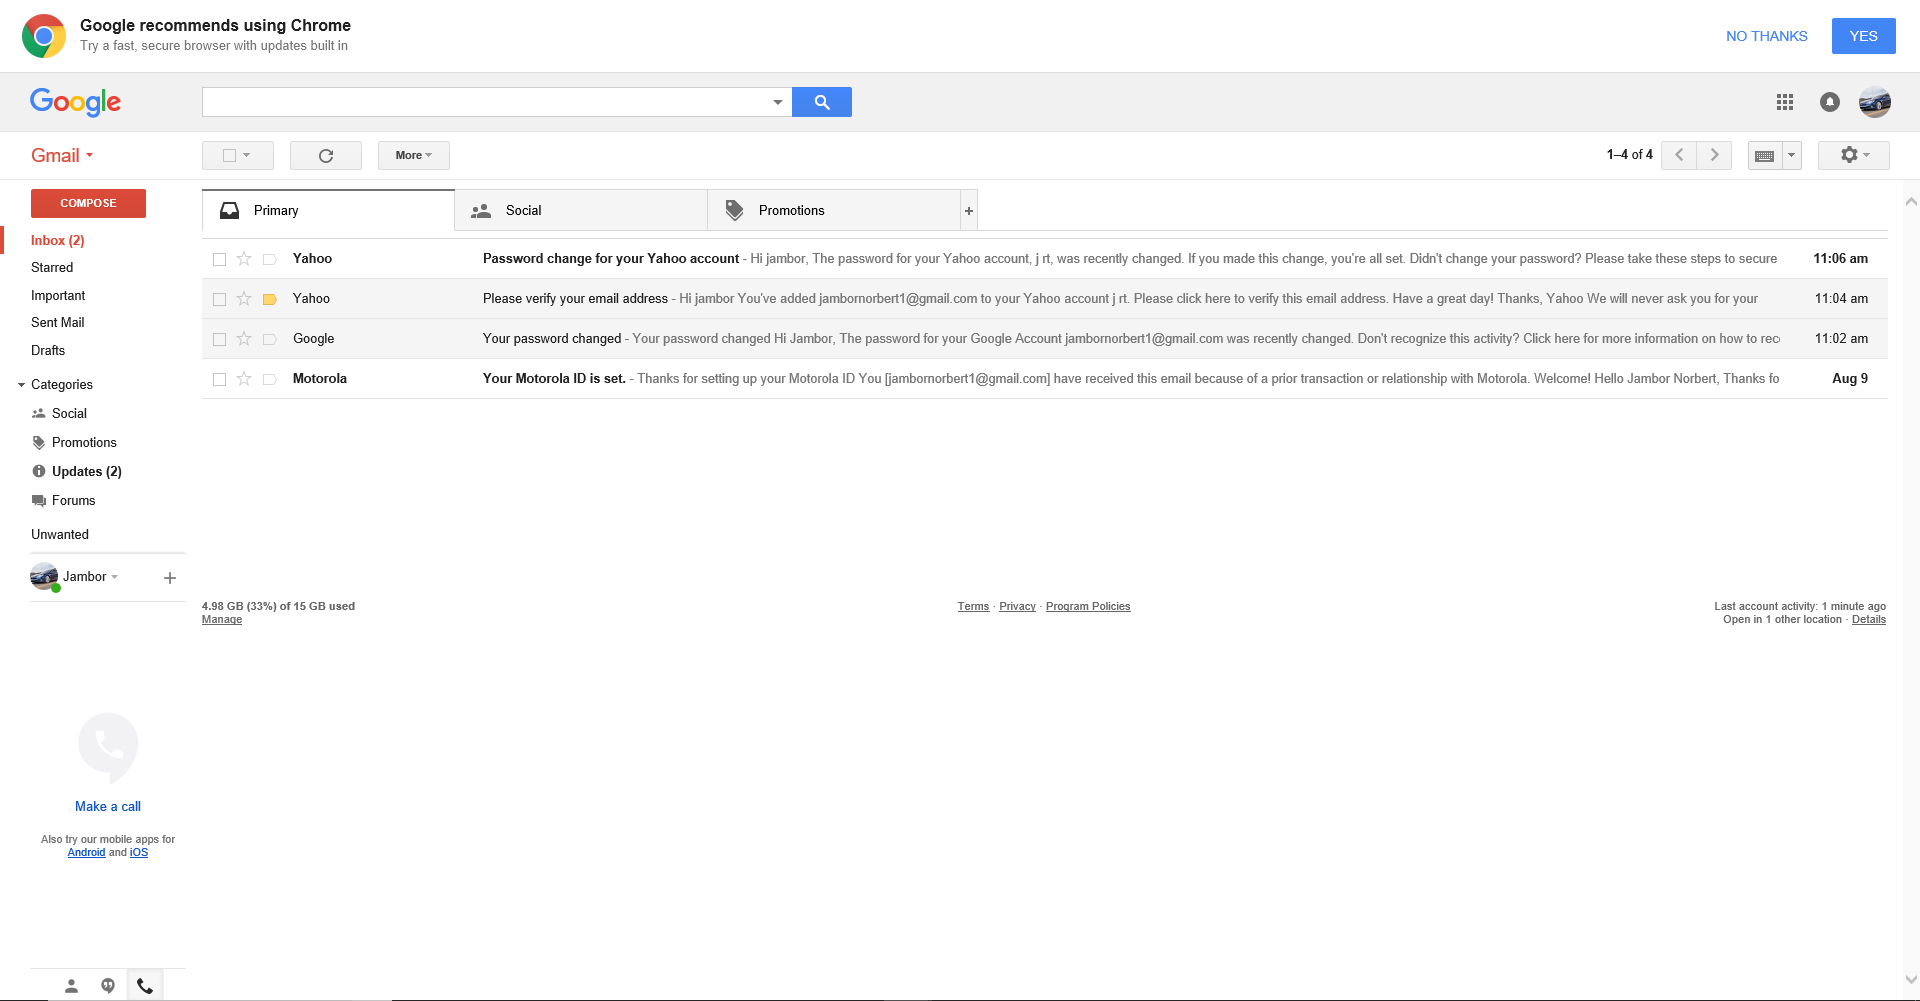 Google recommends using Chrome
Try a fast, secure browser with updates built in
NO THANKS
YES
Google
Gmail
More
1–4 of 4
COMPOSE
Inbox (2)
Starred
Important
Sent Mail
Drafts
Categories
Social
Promotions
Updates (2)
Forums
Unwanted
Jambor
Primary
Social
Promotions
Yahoo Password change for your Yahoo account - Hi jambor, The password for your Yahoo account, j rt, was recently changed. If you made this change, you're all set. Didn't change your password? Please take these steps to secure 11:06 am
Yahoo Please verify your email address - Hi jambor You've added jambornorbert1@gmail.com to your Yahoo account j rt. Please click here to verify this email address. Have a great day! Thanks, Yahoo We will never ask you for your 11:04 am
Google Your password changed - Your password changed Hi Jambor, The password for your Google Account jambornorbert1@gmail.com was recently changed. Don't recognize this activity? Click here for more information on how to rec 11:02 am
Motorola Your Motorola ID is set. - Thanks for setting up your Motorola ID You [jambornorbert1@gmail.com] have received this email because of a prior transaction or relationship with Motorola. Welcome! Hello Jambor Norbert, Thanks fo Aug 9
4.98 GB (33%) of 15 GB used
Manage
Terms · Privacy · Program Policies
Last account activity: 1 minute ago
Open in 1 other location · Details
Make a call
Also try our mobile apps for
Android and iOS